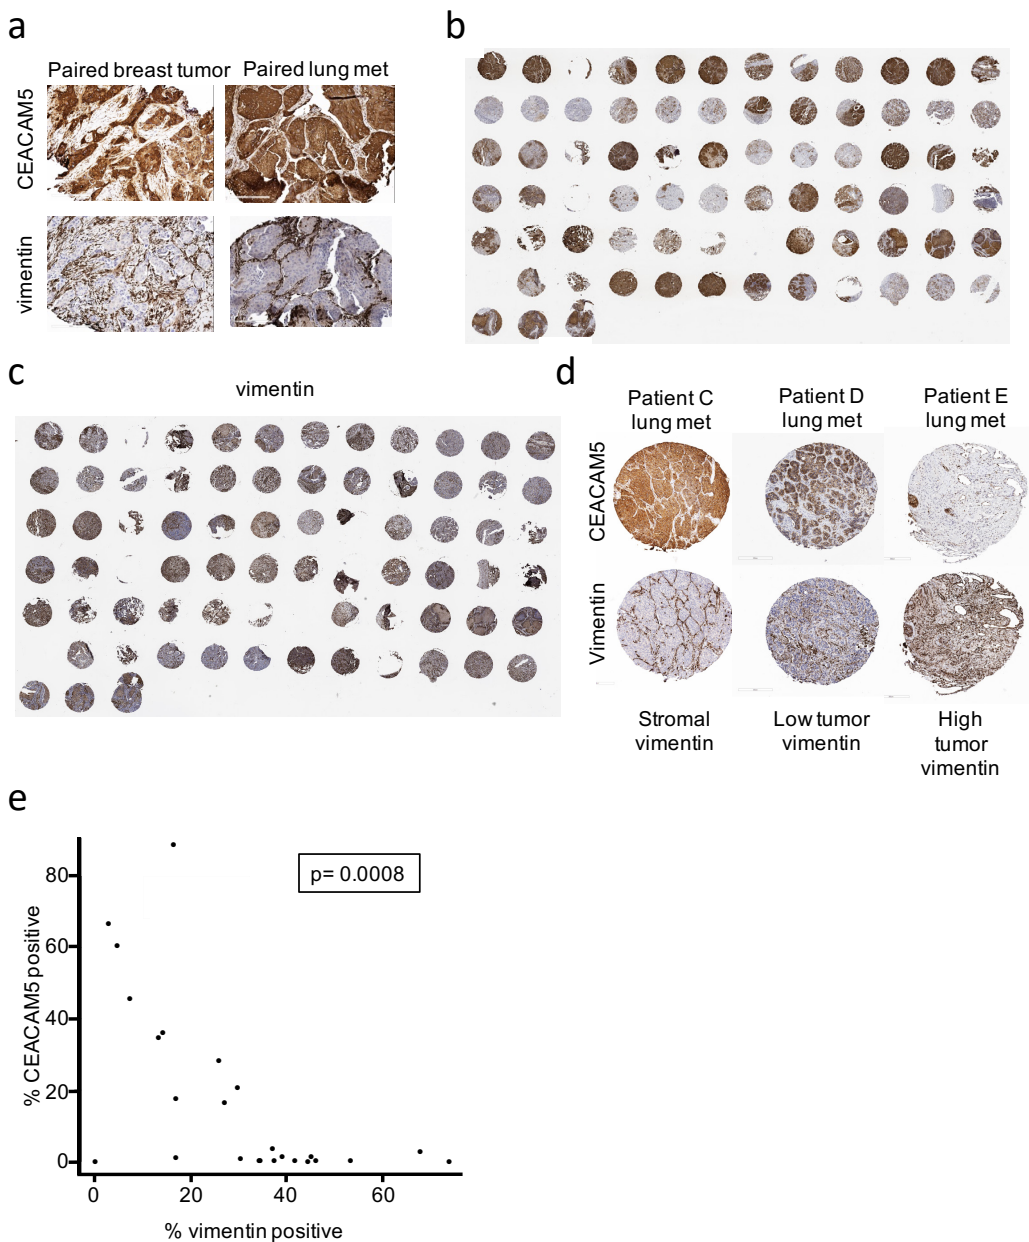 a
Paired breast tumor
Paired lung met
CEACAM5
vimentin
b
c
vimentin
d
Patient C
lung met
Patient D
lung met
Patient E
lung met
CEACAM5
Vimentin
Stromal
vimentin
Low tumor
vimentin
High
tumor
vimentin
e
p= 0.0008
% CEACAM5 positive
80
60
40
20
0
0
20
40
60
% vimentin positive